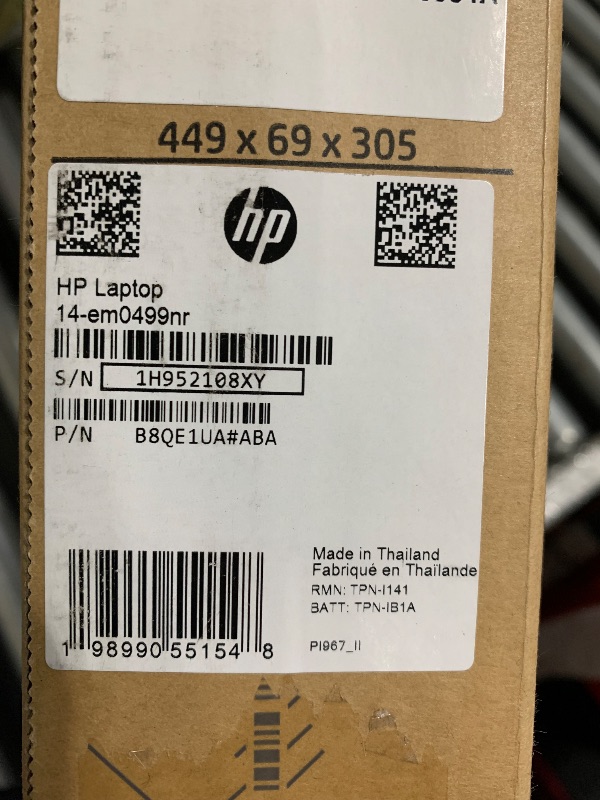 449 x 69 x 305
hp
HP Laptop
14-em0499nr
S/N 1H952108XY
P/N B8QE1UA#ABA
Made in Thailand
Fabriqué en Thaïlande
RMN: TPN-I141
BATT: TPN-IB1A
1 98990 55154 8
PI967_II